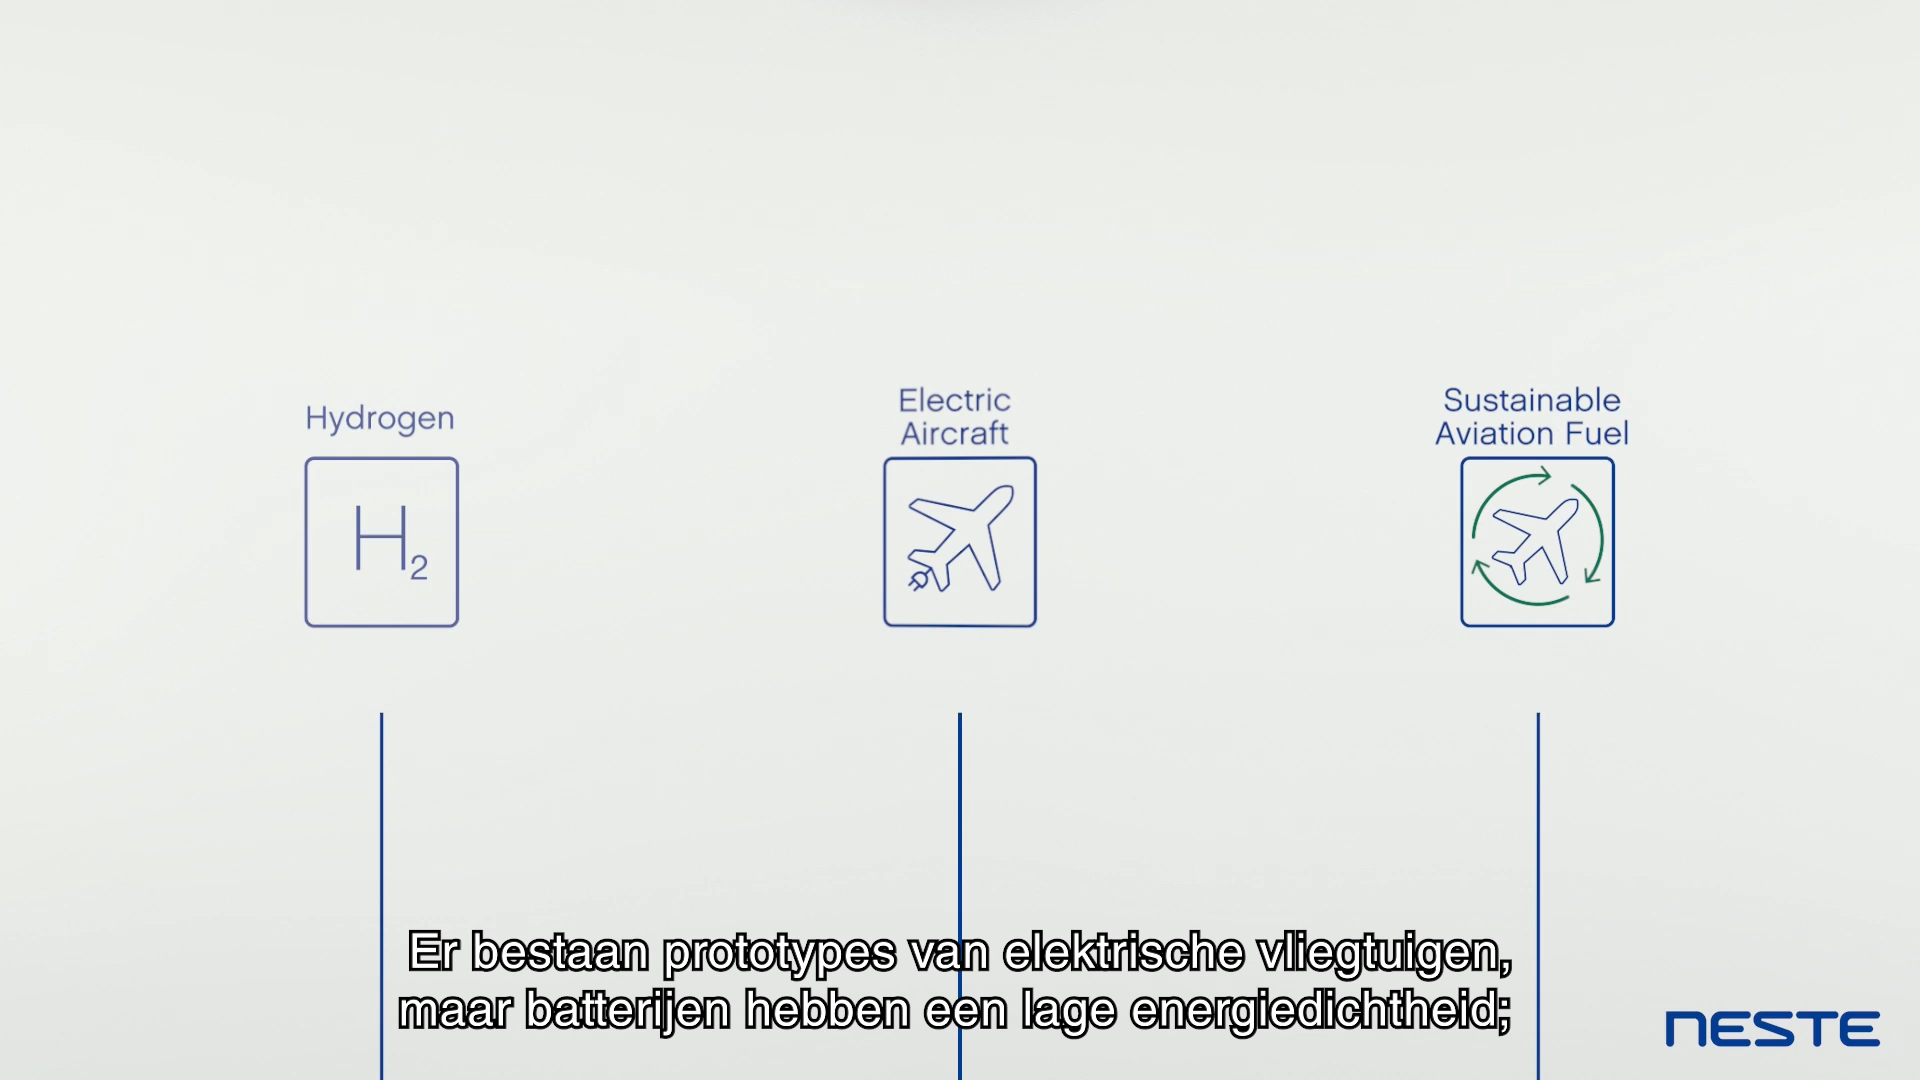 Hydrogen
H2
Electric
Aircraft
Sustainable
Aviation Fuel
Er bestaan prototypes van elektrische vliegtuigen,
maar batterijen hebben een lage energiedichtheid;
NESTE